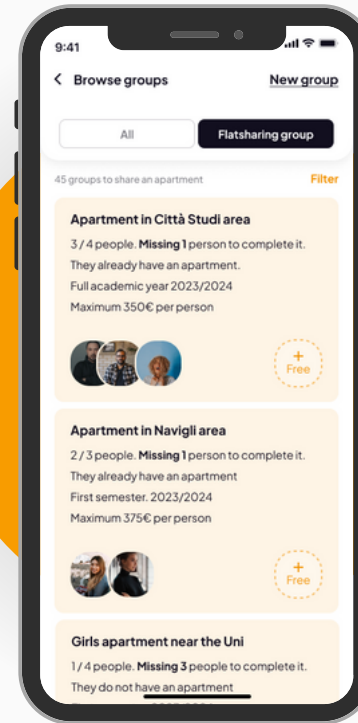 9:41
Browse groups
New group
All
Flatsharing group
45 groups to share an apartment
Filter
Apartment in Città Studi area
3 / 4 people. Missing 1 person to complete it.
They already have an apartment.
Full academic year 2023/2024
Maximum 350€ per person
+
Free
Apartment in Navigli area
2 / 3 people. Missing 1 person to complete it.
They already have an apartment
First semester. 2023/2024
Maximum 375€ per person
+
Free
Girls apartment near the Uni
1 / 4 people. Missing 3 people to complete it.
They do not have an apartment